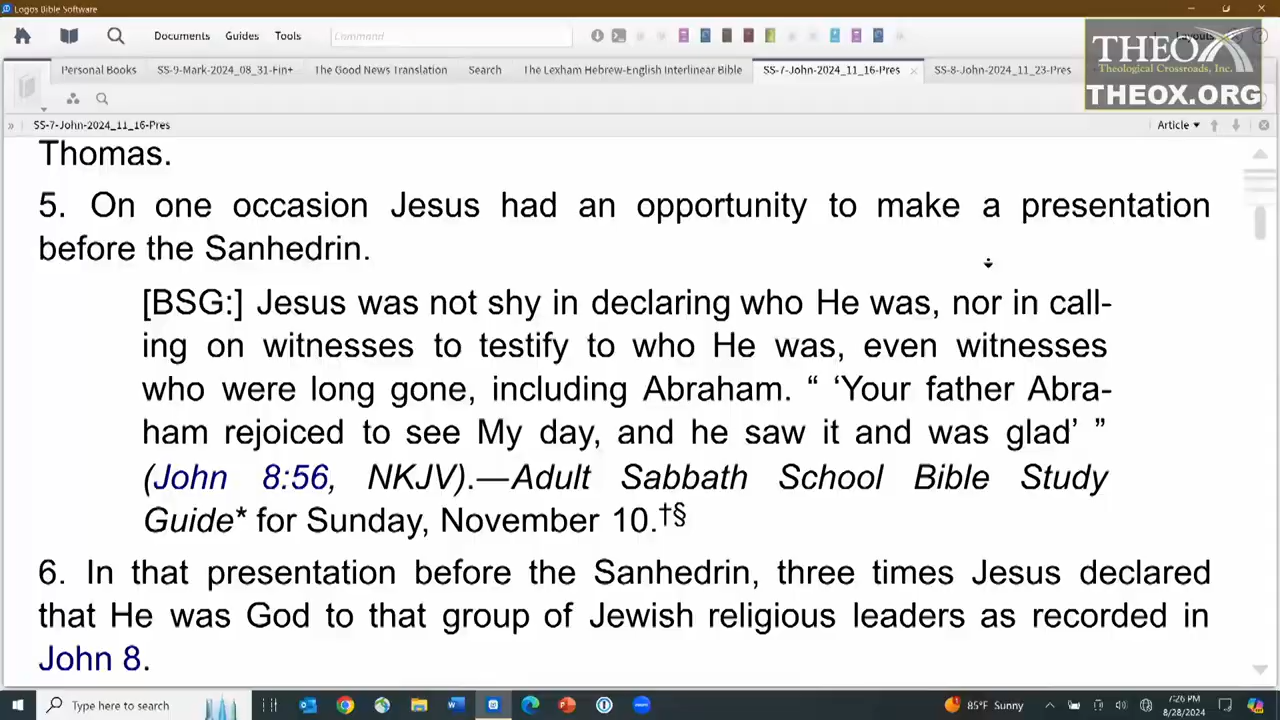 Logos Bible Software
Documents Guides Tools Command Layouts
Personal Books SS-9-Mark-2024_08_31-Fin+ The Good News Translation The Lexham Hebrew-English Interlinear Bible SS-7-John-2024_11_16-Pres SS-8-John-2024_11_23-Pres
THEOX
Theological Crossroads, Inc.
THEOX.ORG
SS-7-John-2024_11_16-Pres Article
Thomas.
5. On one occasion Jesus had an opportunity to make a presentation
before the Sanhedrin.
[BSG:] Jesus was not shy in declaring who He was, nor in call-
ing on witnesses to testify to who He was, even witnesses
who were long gone, including Abraham. “ ‘Your father Abra-
ham rejoiced to see My day, and he saw it and was glad’ ”
(John 8:56, NKJV).—Adult Sabbath School Bible Study
Guide* for Sunday, November 10.†§
6. In that presentation before the Sanhedrin, three times Jesus declared
that He was God to that group of Jewish religious leaders as recorded in
John 8.
Type here to search 85°F Sunny 7:26 PM
8/28/2024